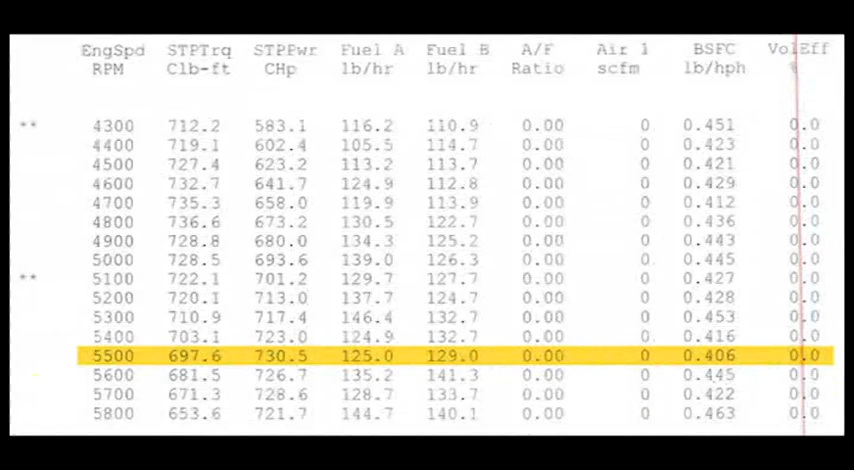 EngSpd STPTrq STPPwr Fuel A Fuel B A/F Air 1 BSFC VolEff
RPM Clb-ft CHp lb/hr lb/hr Ratio scfm lb/hph %
** 4300 712.2 583.1 116.2 110.9 0.00 0 0.451 0.0
4400 719.1 602.4 105.5 114.7 0.00 0 0.423 0.0
4500 727.4 623.2 113.2 113.7 0.00 0 0.421 0.0
4600 732.7 641.7 124.9 112.8 0.00 0 0.429 0.0
4700 735.3 658.0 119.9 113.9 0.00 0 0.412 0.0
4800 736.6 673.2 130.5 122.7 0.00 0 0.436 0.0
4900 728.8 680.0 134.3 125.2 0.00 0 0.443 0.0
5000 728.5 693.6 139.0 126.3 0.00 0 0.445 0.0
** 5100 722.1 701.2 129.7 127.7 0.00 0 0.427 0.0
5200 720.1 713.0 137.7 124.7 0.00 0 0.428 0.0
5300 710.9 717.4 146.4 132.7 0.00 0 0.453 0.0
5400 703.1 723.0 124.9 132.7 0.00 0 0.416 0.0
5500 697.6 730.5 125.0 129.0 0.00 0 0.406 0.0
5600 681.5 726.7 135.2 141.3 0.00 0 0.445 0.0
5700 671.3 728.6 128.7 133.7 0.00 0 0.422 0.0
5800 653.6 721.7 144.7 140.1 0.00 0 0.463 0.0